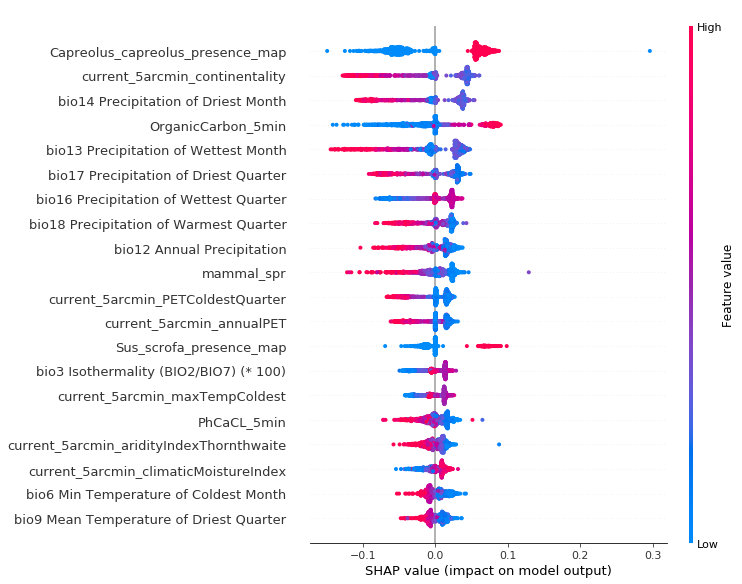 High
Capreolus_capreolus_presence_map
current_5arcmin_continentality
bio14 Precipitation of Driest Month
OrganicCarbon_5min
bio13 Precipitation of Wettest Month
bio17 Precipitation of Driest Quarter
bio16 Precipitation of Wettest Quarter
bio18 Precipitation of Warmest Quarter
bio12 Annual Precipitation
mammal_spr
current_5arcmin_PETColdestQuarter
current_5arcmin_annualPET
Sus_scrofa_presence_map
bio3 Isothermality (BIO2/BIO7) (* 100)
current_5arcmin_maxTempColdest
PhCaCL_5min
current_5arcmin_aridityIndexThornthwaite
current_5arcmin_climaticMoistureIndex
bio6 Min Temperature of Coldest Month
bio9 Mean Temperature of Driest Quarter
Feature value
Low
−0.1 0.0 0.1 0.2 0.3
SHAP value (impact on model output)